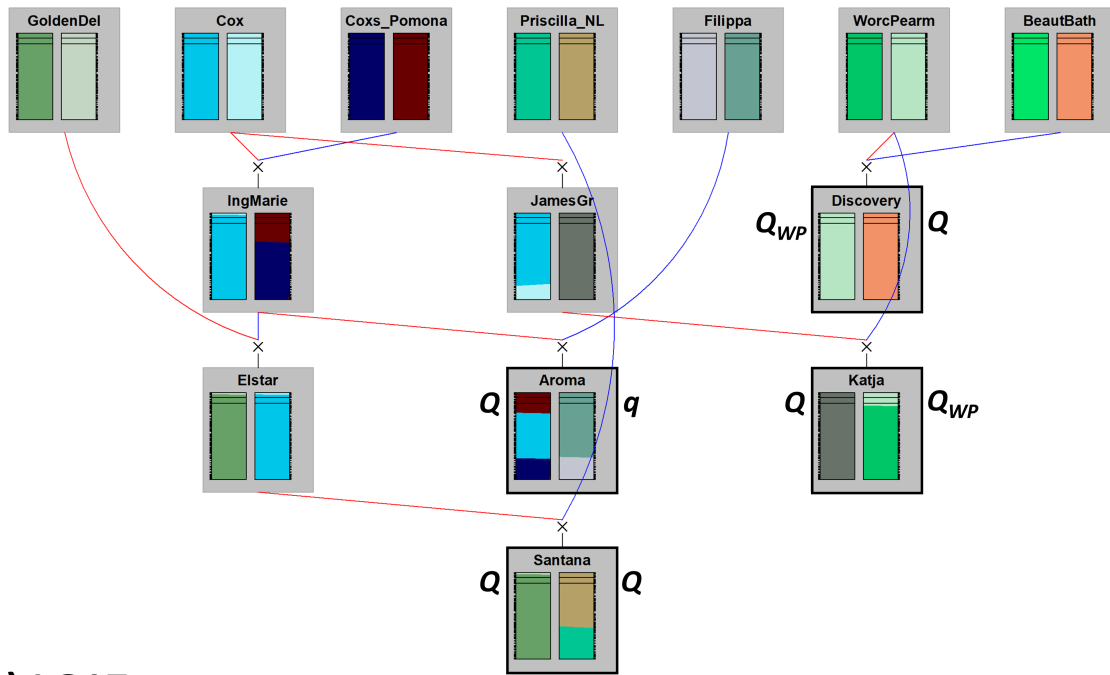 GoldenDel
Cox
Coxs_Pomona
Priscilla_NL
Filippa
WorcPearm
BeautBath
IngMarie
JamesGr
Discovery
Q_WP
Q
Elstar
Aroma
Q
q
Katja
Q
Q_WP
Santana
Q
Q